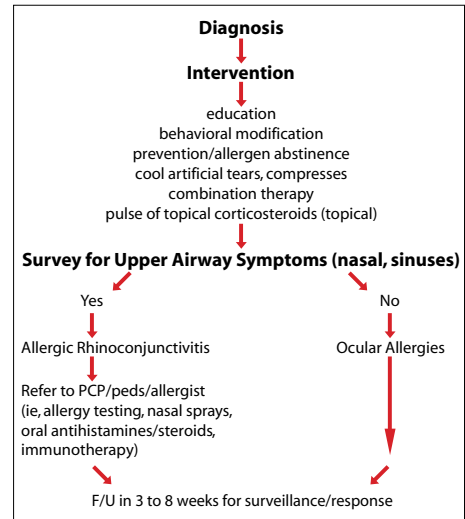 Diagnosis
Intervention
education
behavioral modification
prevention/allergen abstinence
cool artificial tears, compresses
combination therapy
pulse of topical corticosteroids (topical)
Survey for Upper Airway Symptoms (nasal, sinuses)
Yes
No
Allergic Rhinoconjunctivitis
Ocular Allergies
Refer to PCP/peds/allergist
(ie, allergy testing, nasal sprays,
oral antihistamines/steroids,
immunotherapy)
F/U in 3 to 8 weeks for surveillance/response